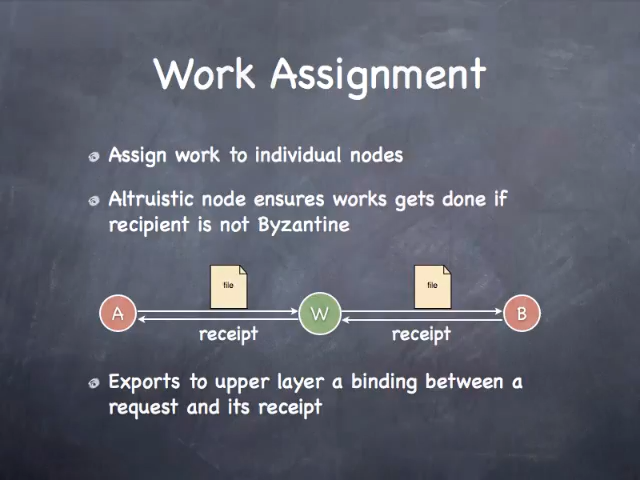 Work Assignment
Assign work to individual nodes
Altruistic node ensures works gets done if
recipient is not Byzantine
file
file
A
W
B
receipt
receipt
Exports to upper layer a binding between a
request and its receipt